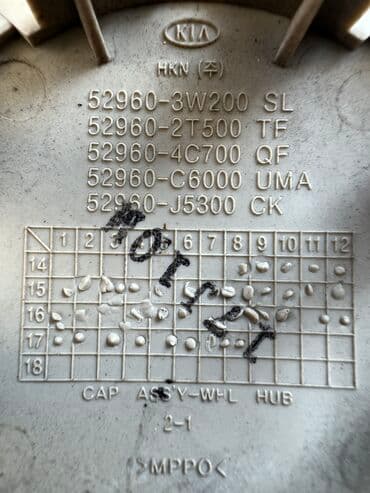 KIA
HKN (주)
52960-3W200 SL
52960-2T500 TF
52960-4C700 QF
52960-C6000 UMA
52960-J5300 CK
1 2 3 4 5 6 7 8 9 10 11 12
14
15
16
17
18
CAP ASS'Y-WHL HUB
2-1
>MPPO<